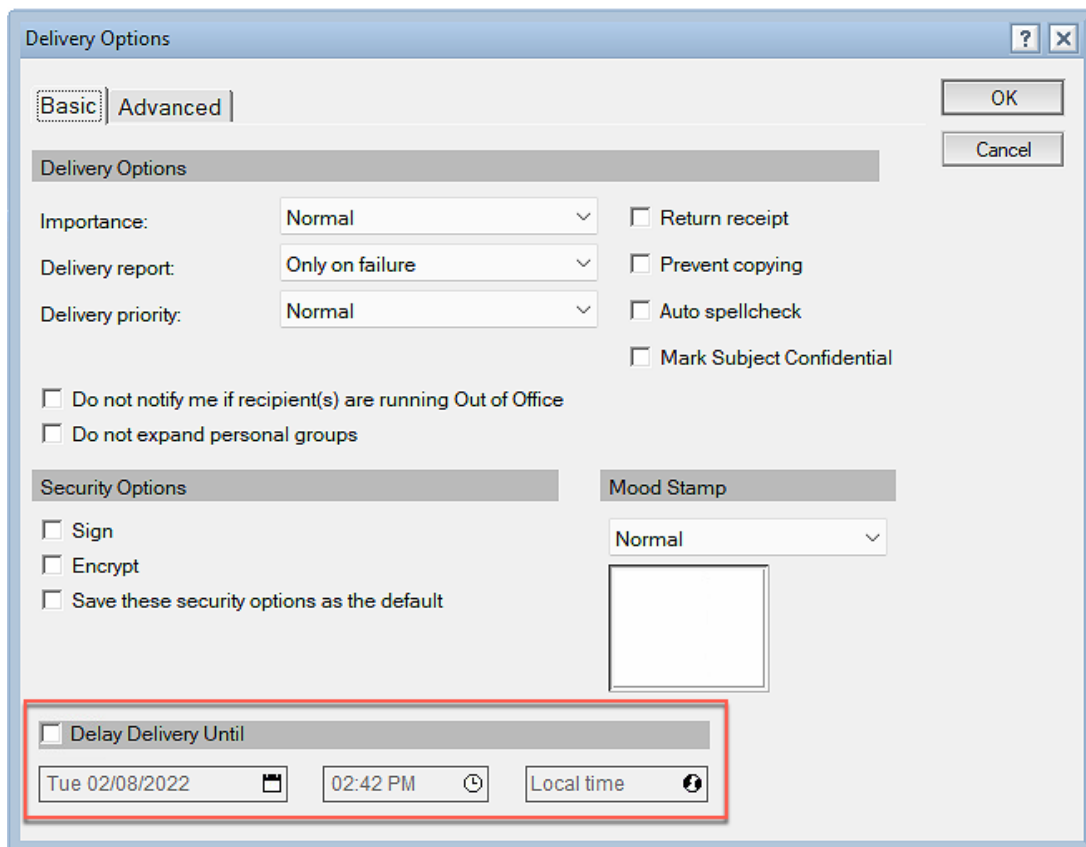 Delivery Options
?
Basic Advanced
OK
Cancel
Delivery Options
Importance: Normal Return receipt
Delivery report: Only on failure Prevent copying
Delivery priority: Normal Auto spellcheck
Mark Subject Confidential
Do not notify me if recipient(s) are running Out of Office
Do not expand personal groups
Security Options Mood Stamp
Sign
Normal
Encrypt
Save these security options as the default
Delay Delivery Until
Tue 02/08/2022 02:42 PM Local time